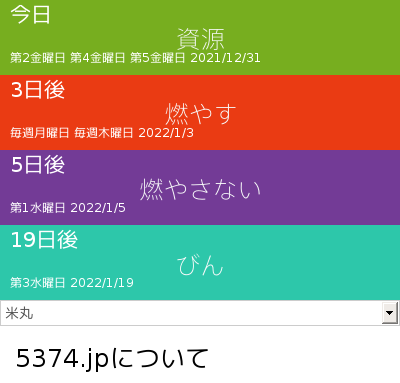 今日
資源
第2金曜日 第4金曜日 第5金曜日 2021/12/31
3日後
燃やす
毎週月曜日 毎週木曜日 2022/1/3
5日後
燃やさない
第1水曜日 2022/1/5
19日後
びん
第3水曜日 2022/1/19
米丸
5374.jpについて